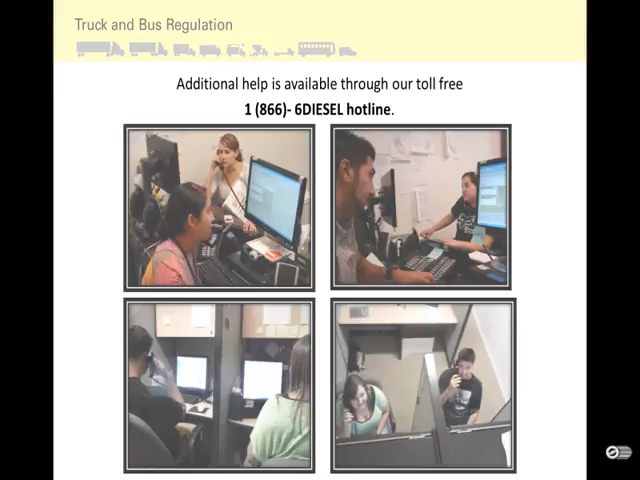 Truck and Bus Regulation
Additional help is available through our toll free
1 (866)- 6DIESEL hotline.